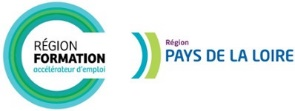 RÉGION
FORMATION
accélérateur d'emploi
Région
PAYS DE LA LOIRE